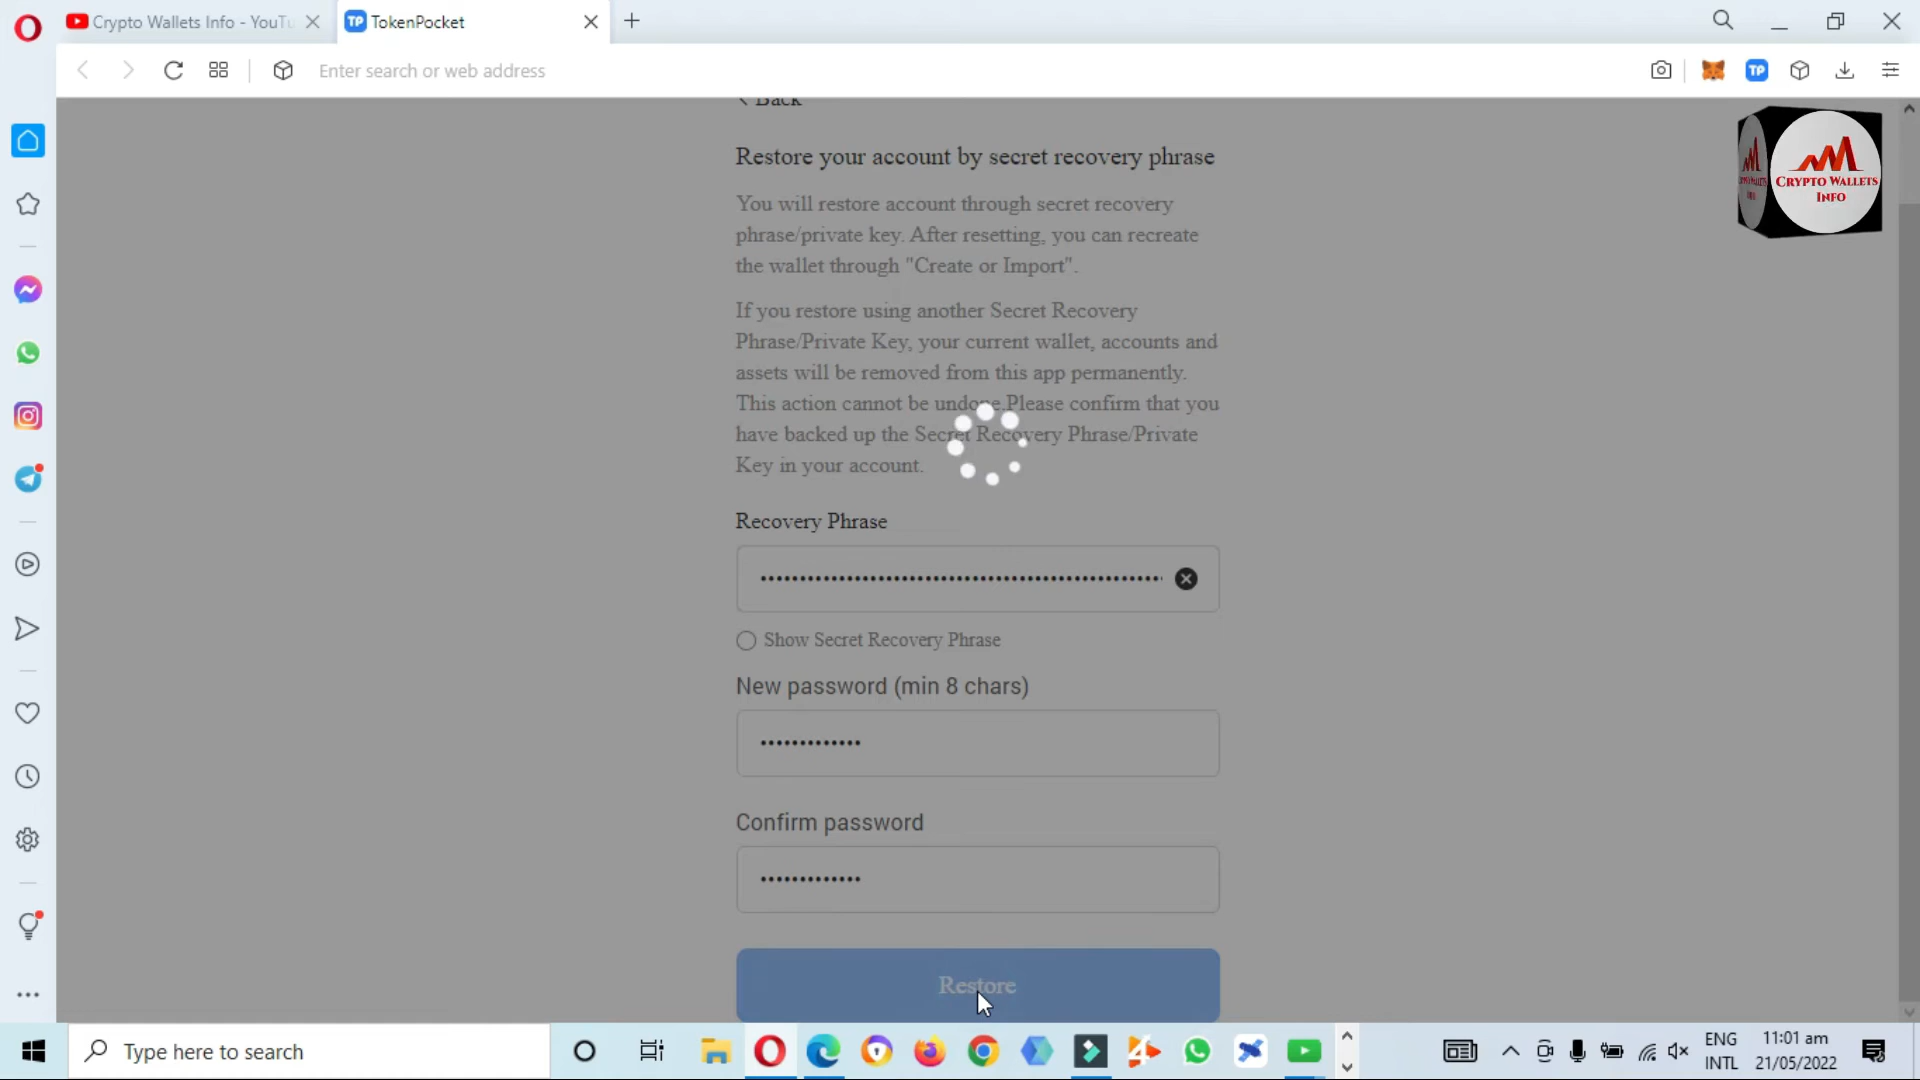 Crypto Wallets Info - YouTu
TokenPocket
Enter search or web address
Back
CRYPTO WALLETS
INFO
Restore your account by secret recovery phrase
You will restore account through secret recovery
phrase/private key. After resetting, you can recreate
the wallet through "Create or Import".
If you restore using another Secret Recovery
Phrase/Private Key, your current wallet, accounts and
assets will be removed from this app permanently.
This action cannot be undone.Please confirm that you
have backed up the Secret Recovery Phrase/Private
Key in your account.
Recovery Phrase
Show Secret Recovery Phrase
New password (min 8 chars)
Confirm password
Restore
Type here to search
ENG
INTL
11:01 am
21/05/2022